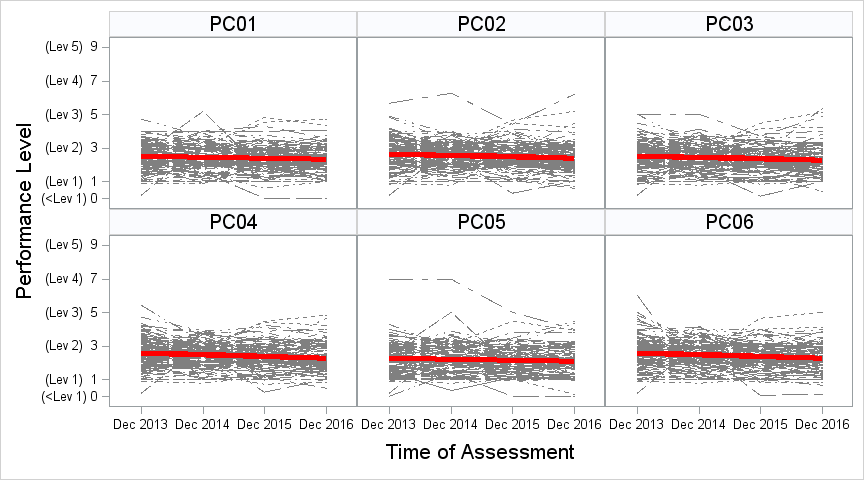 PC01 PC02 PC03
(Lev 5) 9
(Lev 4) 7
(Lev 3) 5
(Lev 2) 3
(Lev 1) 1
(<Lev 1) 0
PC04 PC05 PC06
(Lev 5) 9
(Lev 4) 7
(Lev 3) 5
(Lev 2) 3
(Lev 1) 1
(<Lev 1) 0
Performance Level
Dec 2013 Dec 2014 Dec 2015 Dec 2016 Dec 2013 Dec 2014 Dec 2015 Dec 2016 Dec 2013 Dec 2014 Dec 2015 Dec 2016
Time of Assessment